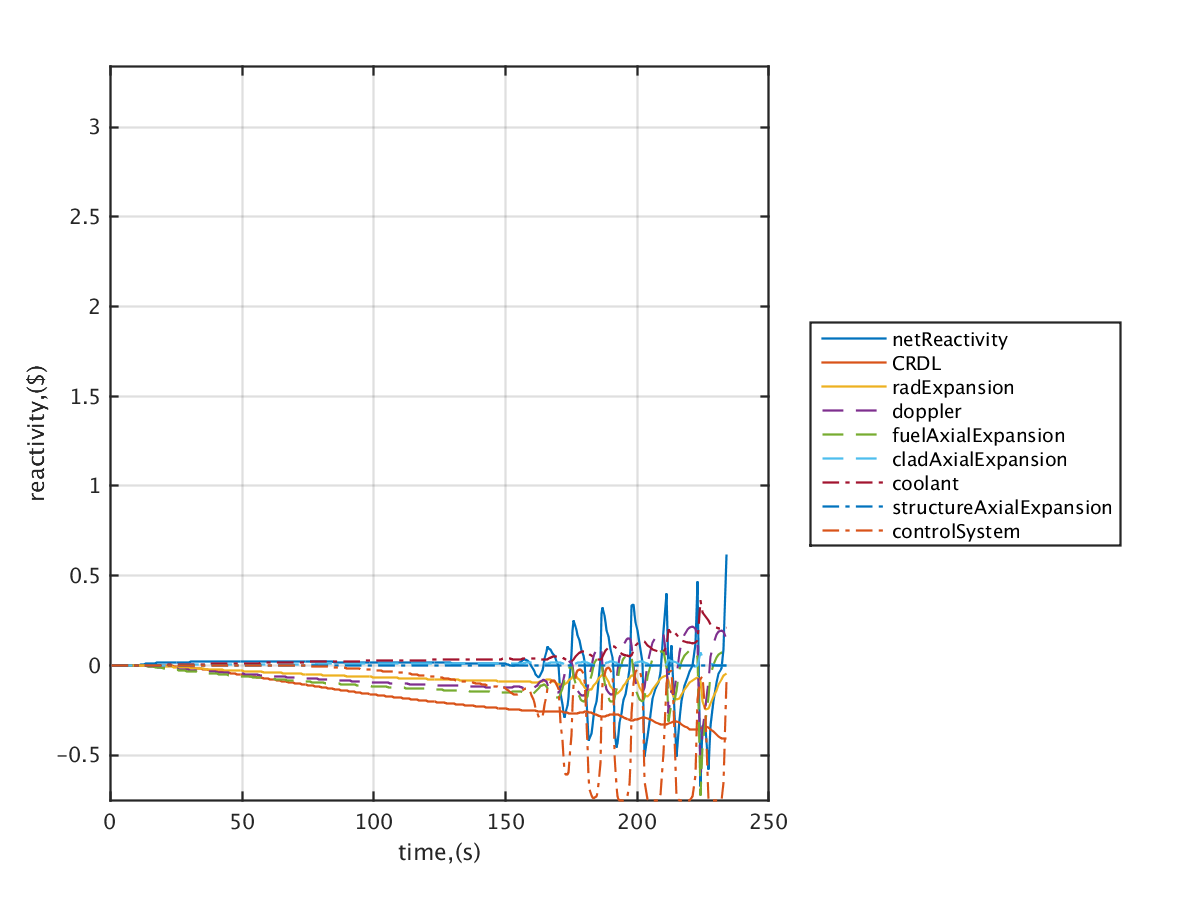 3
2.5
2
1.5
1
0.5
0
−0.5
reactivity,($)
0 50 100 150 200 250
time,(s)
netReactivity
CRDL
radExpansion
doppler
fuelAxialExpansion
cladAxialExpansion
coolant
structureAxialExpansion
controlSystem